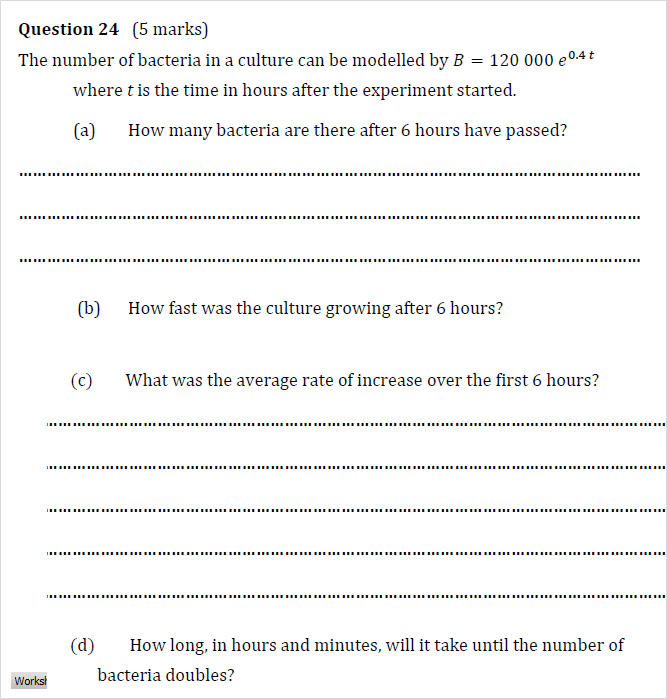 Question 24 (5 marks)
The number of bacteria in a culture can be modelled by B = 120 000 e^0.4 t
where t is the time in hours after the experiment started.
(a) How many bacteria are there after 6 hours have passed?
(b) How fast was the culture growing after 6 hours?
(c) What was the average rate of increase over the first 6 hours?
(d) How long, in hours and minutes, will it take until the number of
bacteria doubles?